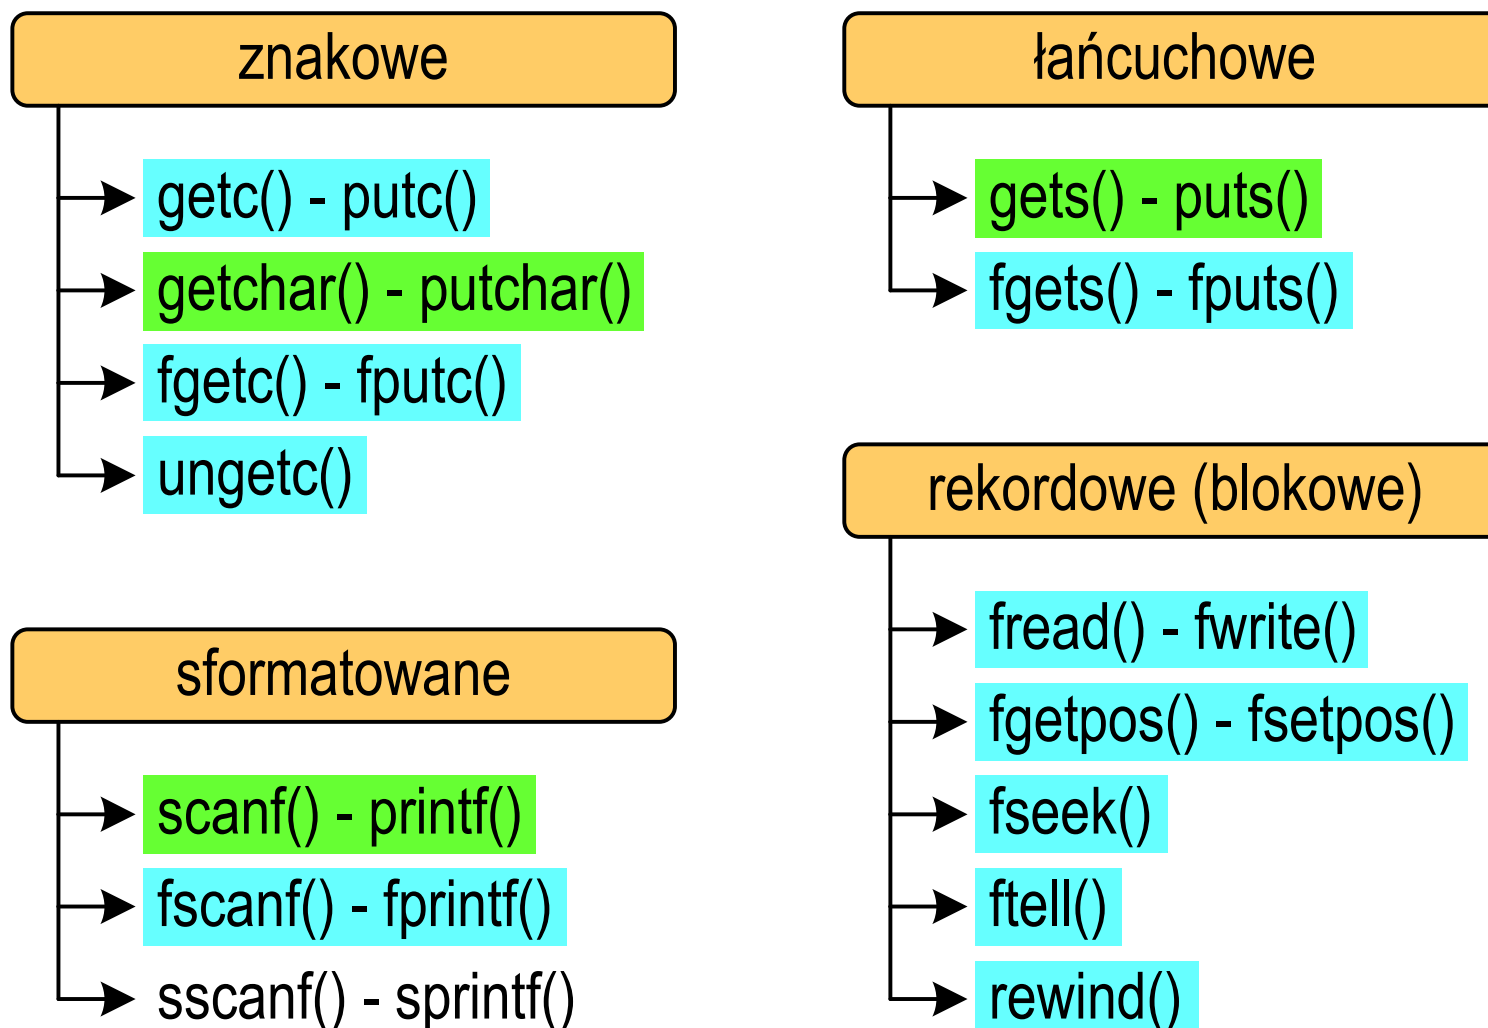 znakowe
getc() - putc()
getchar() - putchar()
fgetc() - fputc()
ungetc()
sformatowane
scanf() - printf()
fscanf() - fprintf()
sscanf() - sprintf()
łańcuchowe
gets() - puts()
fgets() - fputs()
rekordowe (blokowe)
fread() - fwrite()
fgetpos() - fsetpos()
fseek()
ftell()
rewind()